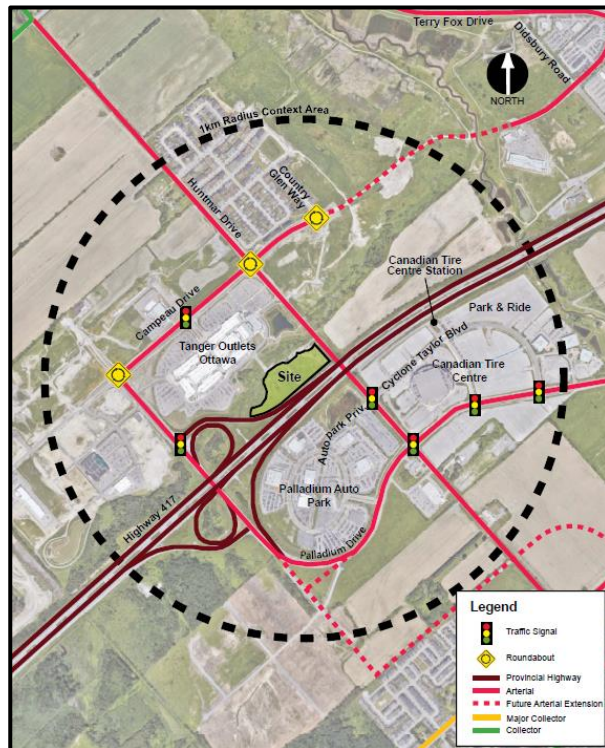 Terry Fox Drive
Didsbury Road
NORTH
1km Radius Context Area
Country
Glen Way
Huntmar Drive
Canadian Tire
Centre Station
Park & Ride
Campeau Drive
Tanger Outlets
Ottawa
Cyclone Taylor Blvd
Canadian Tire
Centre
Site
Auto Park Priv.
Palladium Auto
Park
Highway 417
Palladium Drive
Legend
Traffic Signal
Roundabout
Provincial Highway
Arterial
Future Arterial Extension
Major Collector
Collector